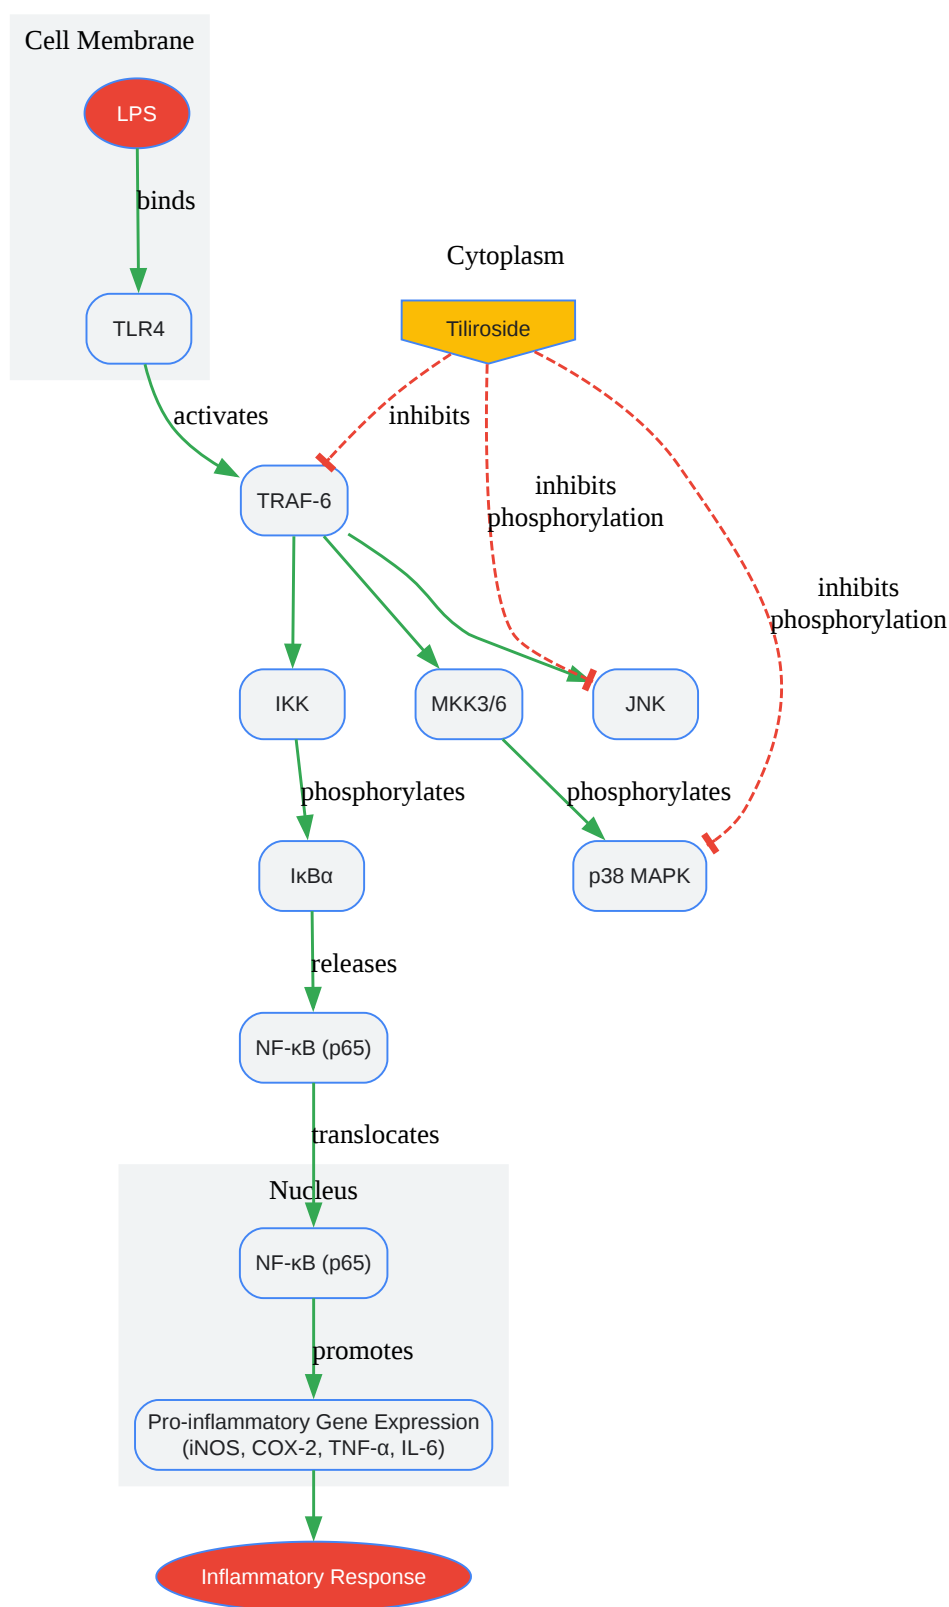 Cell Membrane
LPS
binds
Cytoplasm
TLR4
Tiliroside
activates
inhibits
inhibits
phosphorylation
TRAF-6
inhibits
phosphorylation
IKK
MKK3/6
JNK
phosphorylates
phosphorylates
IκBα
p38 MAPK
releases
NF-κB (p65)
translocates
Nucleus
NF-κB (p65)
promotes
Pro-inflammatory Gene Expression
(iNOS, COX-2, TNF-α, IL-6)
Inflammatory Response